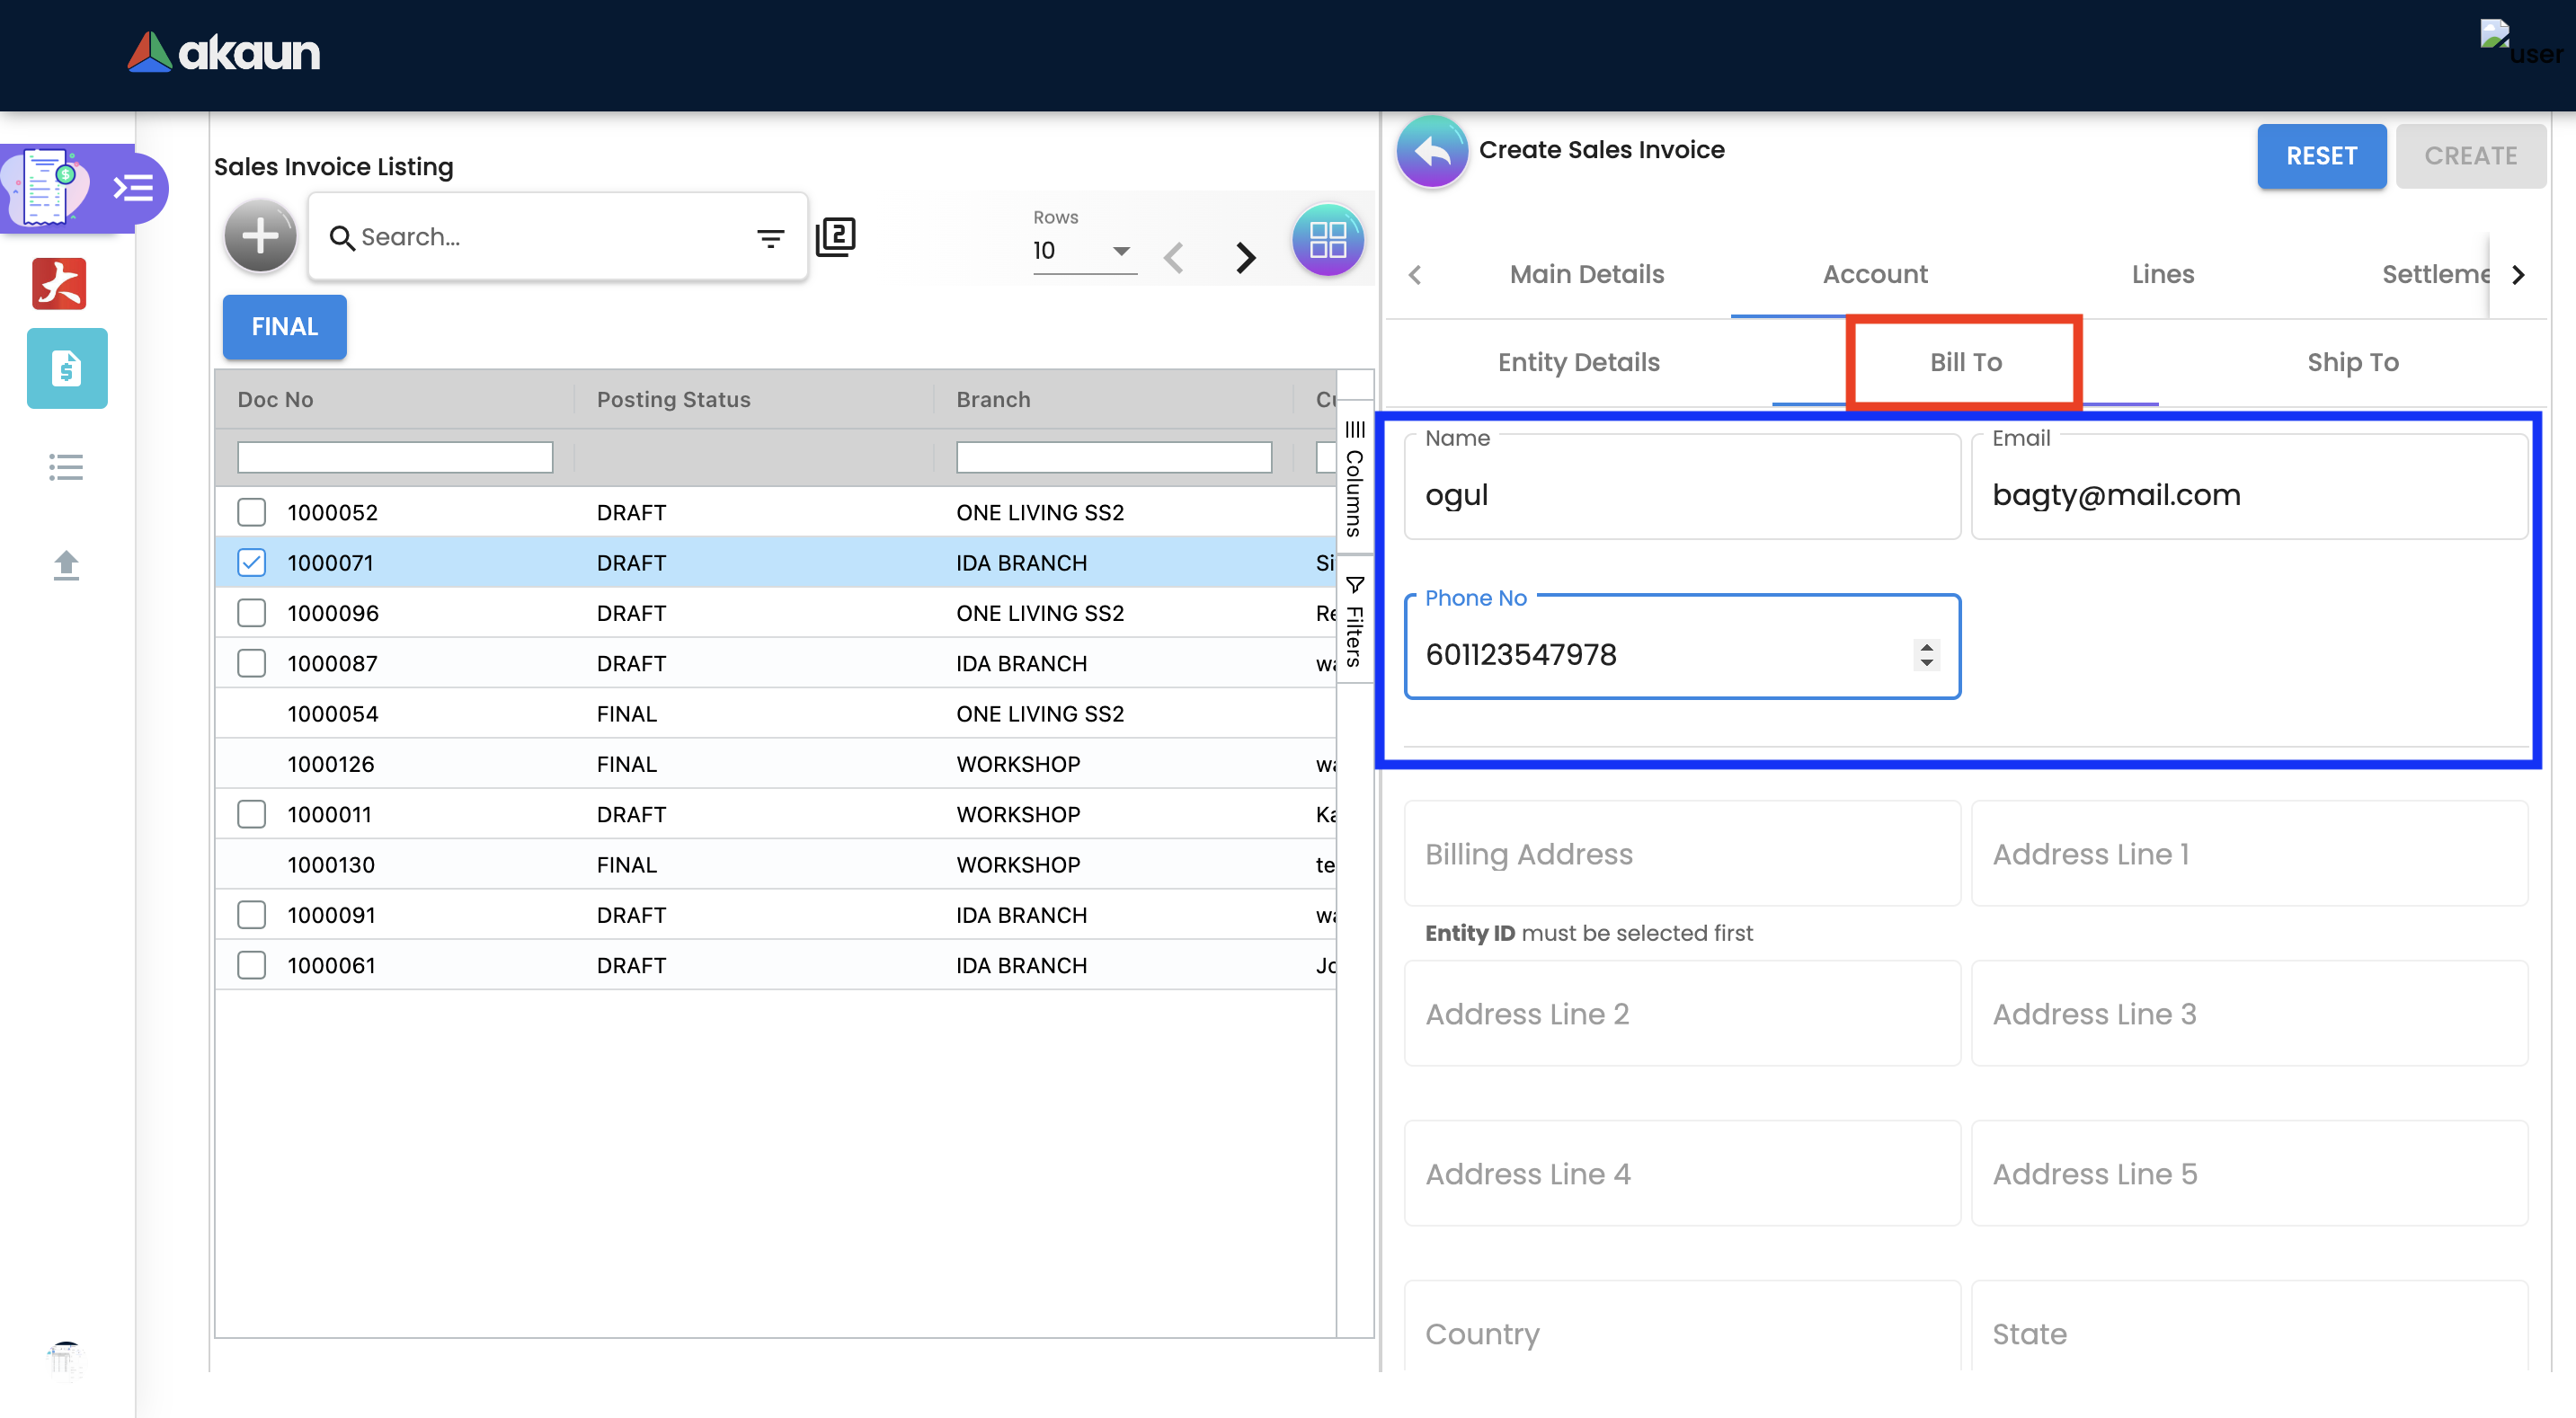 akaun
user
Sales Invoice Listing
Search...
2
Rows
10
FINAL
Doc No Posting Status Branch Cu
Columns
Filters
1000052 DRAFT ONE LIVING SS2
1000071 DRAFT IDA BRANCH Si
1000096 DRAFT ONE LIVING SS2 Re
1000087 DRAFT IDA BRANCH wa
1000054 FINAL ONE LIVING SS2
1000126 FINAL WORKSHOP wa
1000011 DRAFT WORKSHOP Ka
1000130 FINAL WORKSHOP te
1000091 DRAFT IDA BRANCH wa
1000061 DRAFT IDA BRANCH Jo
Create Sales Invoice
RESET CREATE
Main Details Account Lines Settleme
Entity Details Bill To Ship To
Name Email
ogul bagty@mail.com
Phone No
601123547978
Billing Address Address Line 1
Entity ID must be selected first
Address Line 2 Address Line 3
Address Line 4 Address Line 5
Country State